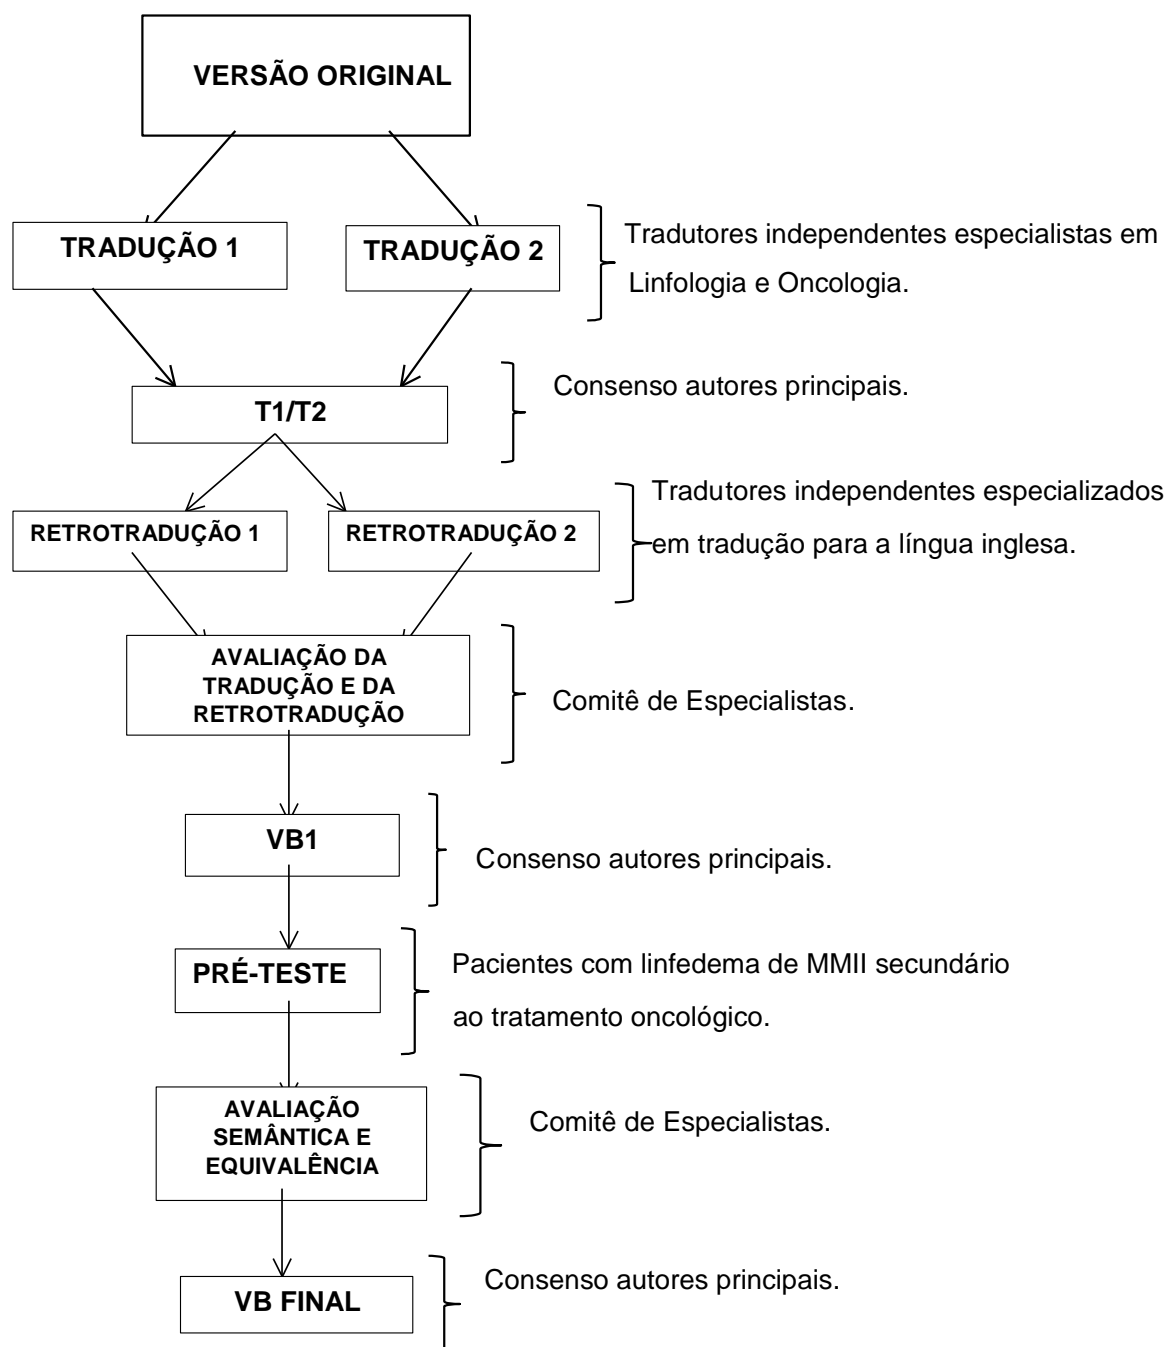 VERSÃO ORIGINAL
TRADUÇÃO 1
TRADUÇÃO 2
Tradutores independentes especialistas em
Linfologia e Oncologia.
T1/T2
Consenso autores principais.
RETROTRADUÇÃO 1
RETROTRADUÇÃO 2
Tradutores independentes especializados
em tradução para a língua inglesa.
AVALIAÇÃO DA
TRADUÇÃO E DA
RETROTRADUÇÃO
Comitê de Especialistas.
VB1
Consenso autores principais.
PRÉ-TESTE
Pacientes com linfedema de MMII secundário
ao tratamento oncológico.
AVALIAÇÃO
SEMÂNTICA E
EQUIVALÊNCIA
Comitê de Especialistas.
VB FINAL
Consenso autores principais.